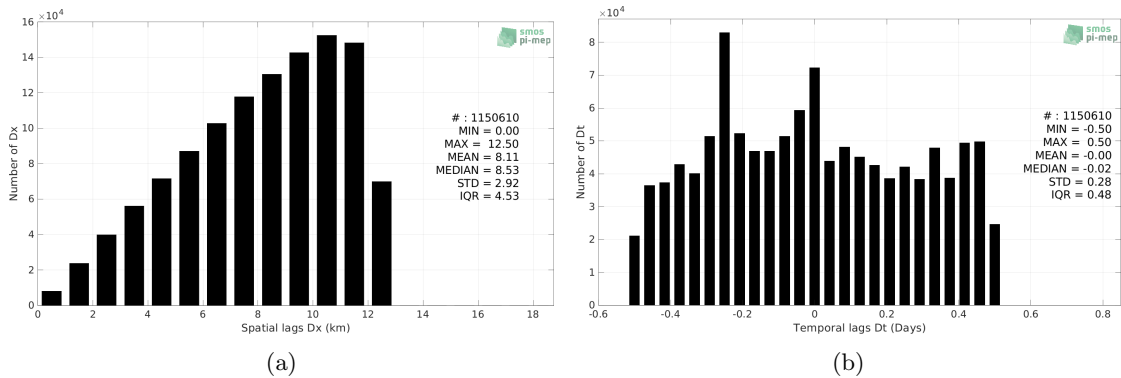 ×10⁴
16
14
12
10
8
6
4
2
0
Number of Dx
smos
pi-mep
# : 1150610
MIN = 0.00
MAX = 12.50
MEAN = 8.11
MEDIAN = 8.53
STD = 2.92
IQR = 4.53
0 2 4 6 8 10 12 14 16 18
Spatial lags Dx (km)
(a)
×10⁴
8
7
6
5
4
3
2
1
0
Number of Dt
smos
pi-mep
# : 1150610
MIN = -0.50
MAX = 0.50
MEAN = -0.00
MEDIAN = -0.02
STD = 0.28
IQR = 0.48
-0.6 -0.4 -0.2 0 0.2 0.4 0.6 0.8
Temporal lags Dt (Days)
(b)